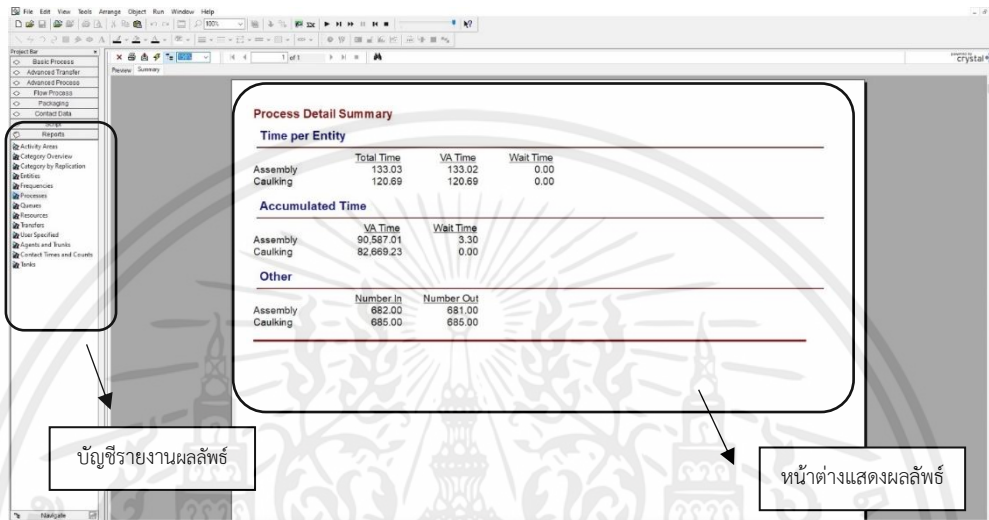 File Edit View Tools Arrange Object Run Window Help
100%
Project Bar
Basic Process
Advanced Transfer
Advanced Process
Flow Process
Packaging
Contact Data
Script
Reports
Activity Areas
Category Overview
Category by Replication
Entities
Frequencies
Processes
Queues
Resources
Transfers
User Specified
Agents and Trunks
Contact Times and Counts
Tanks
Navigate
1 of 1
powered by
crystal
Preview Summary
Process Detail Summary
Time per Entity
Total Time VA Time Wait Time
Assembly 133.03 133.02 0.00
Caulking 120.69 120.69 0.00
Accumulated Time
VA Time Wait Time
Assembly 90,587.01 3.30
Caulking 82,669.23 0.00
Other
Number In Number Out
Assembly 682.00 681.00
Caulking 685.00 685.00
บัญชีรายงานผลลัพธ์
หน้าต่างแสดงผลลัพธ์